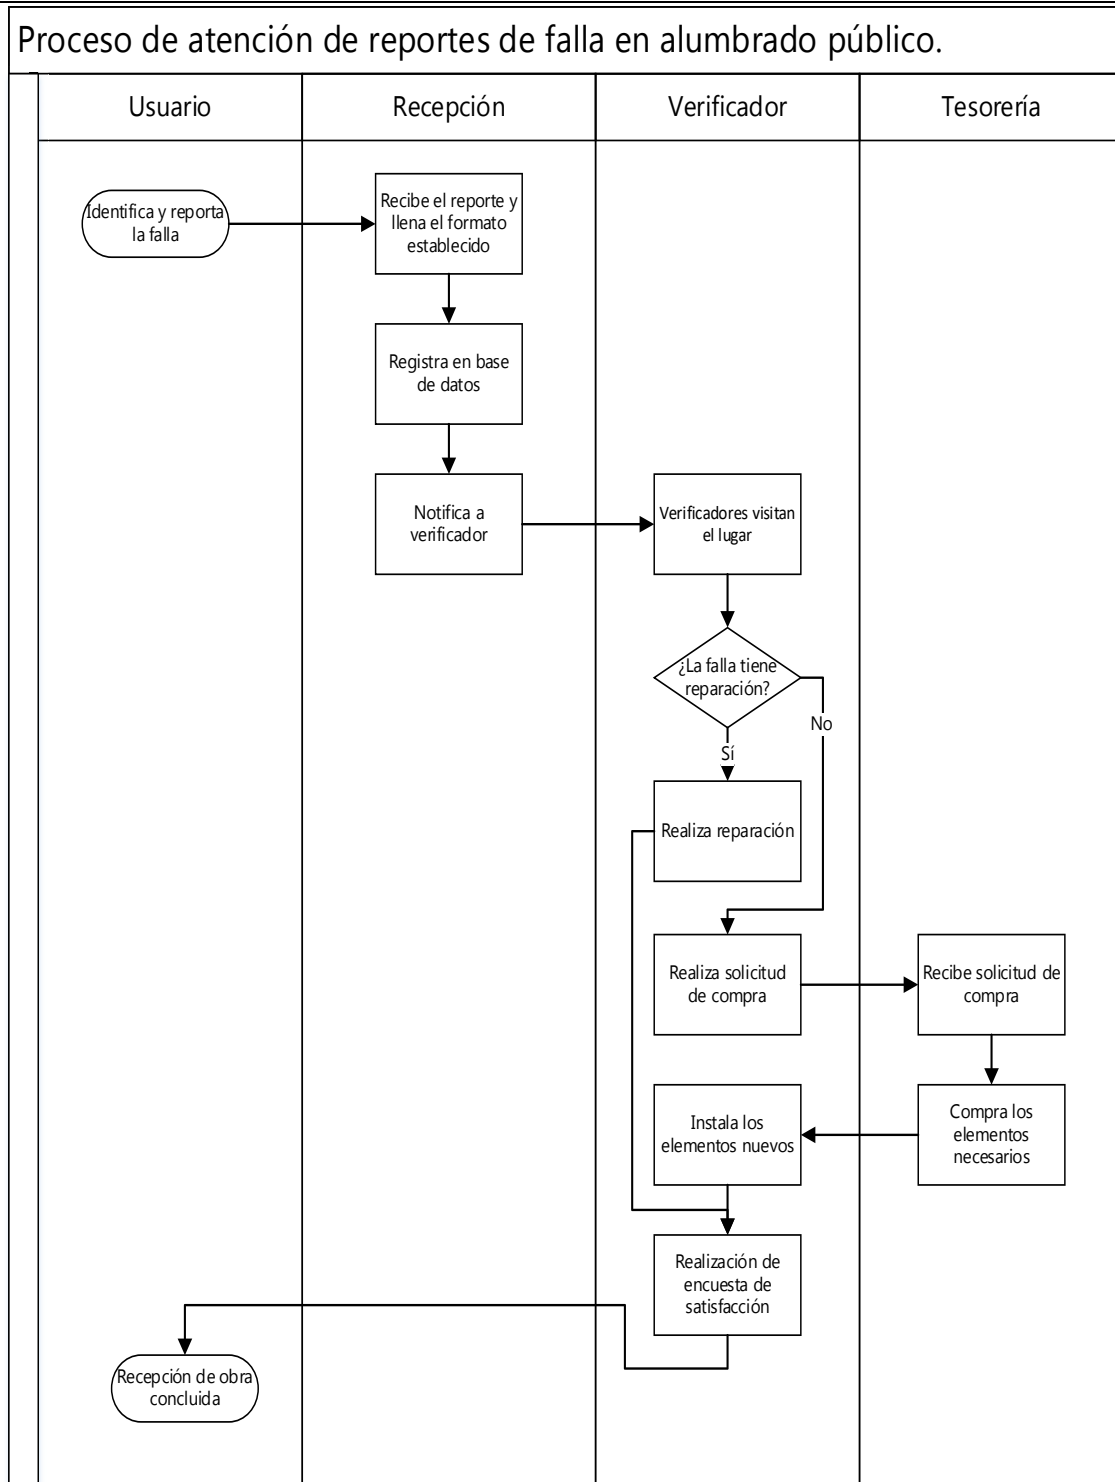 Proceso de atención de reportes de falla en alumbrado público.
Usuario
Recepción
Verificador
Tesorería
Identifica y reporta
la falla
Recibe el reporte y
llena el formato
establecido
Registra en base
de datos
Notifica a
verificador
Verificadores visitan
el lugar
¿La falla tiene
reparación?
No
Sí
Realiza reparación
Realiza solicitud
de compra
Recibe solicitud de
compra
Compra los
elementos
necesarios
Instala los
elementos nuevos
Realización de
encuesta de
satisfacción
Recepción de obra
concluida